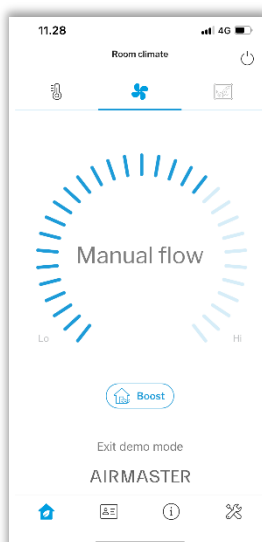 11.28
4G
Room climate
Manual flow
Lo
Hi
Boost
Exit demo mode
AIRMASTER